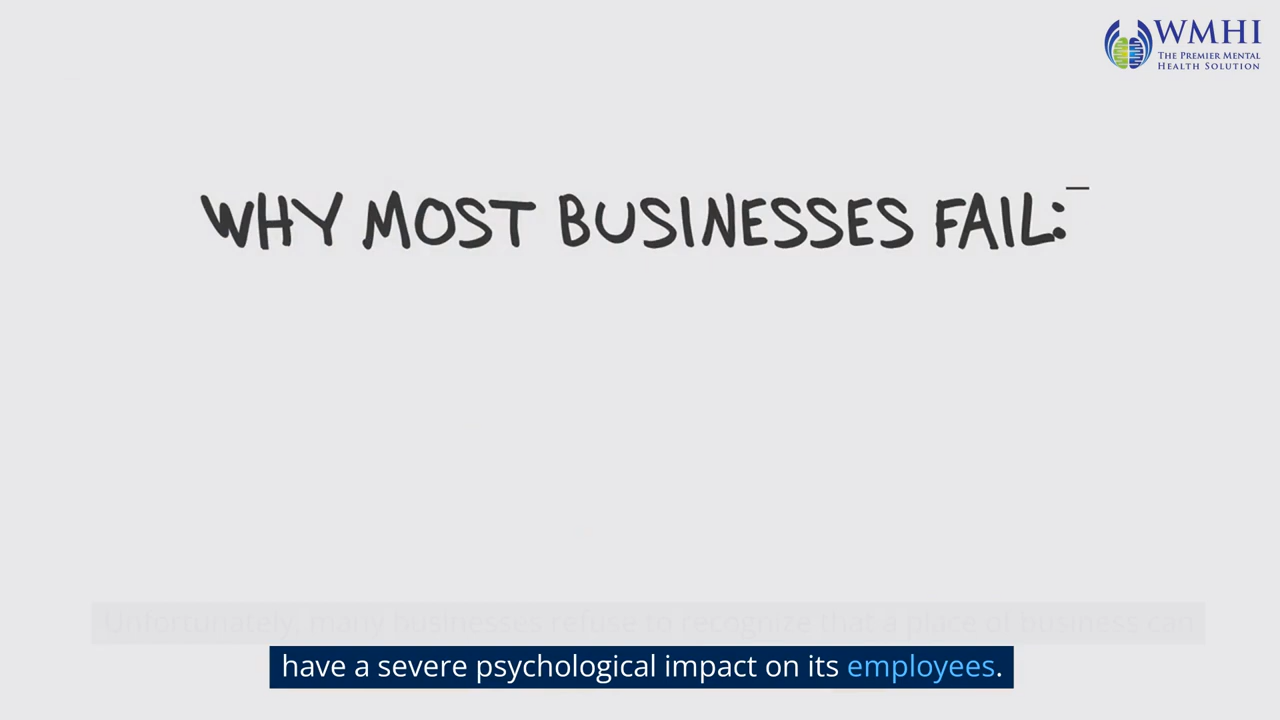 WMHI
THE PREMIER MENTAL
HEALTH SOLUTION
WHY MOST BUSINESSES FAIL:
Unfortunately, many businesses refuse to recognize that a place of business can
have a severe psychological impact on its employees.